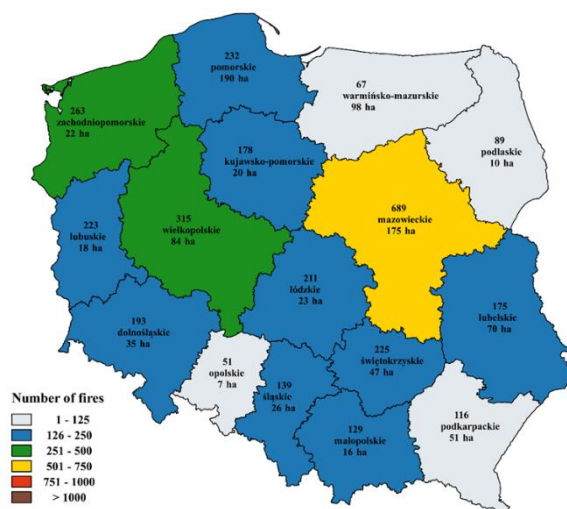 232
pomorskie
190 ha
67
warmińsko-mazurskie
98 ha
263
zachodniopomorskie
22 ha
89
podlaskie
10 ha
178
kujawsko-pomorskie
20 ha
689
mazowieckie
175 ha
315
wielkopolskie
84 ha
223
lubuskie
18 ha
211
łódzkie
23 ha
175
lubelskie
70 ha
193
dolnośląskie
35 ha
225
świętokrzyskie
47 ha
51
opolskie
7 ha
139
śląskie
26 ha
116
podkarpackie
51 ha
129
małopolskie
16 ha
Number of fires
1 - 125
126 - 250
251 - 500
501 - 750
751 - 1000
> 1000